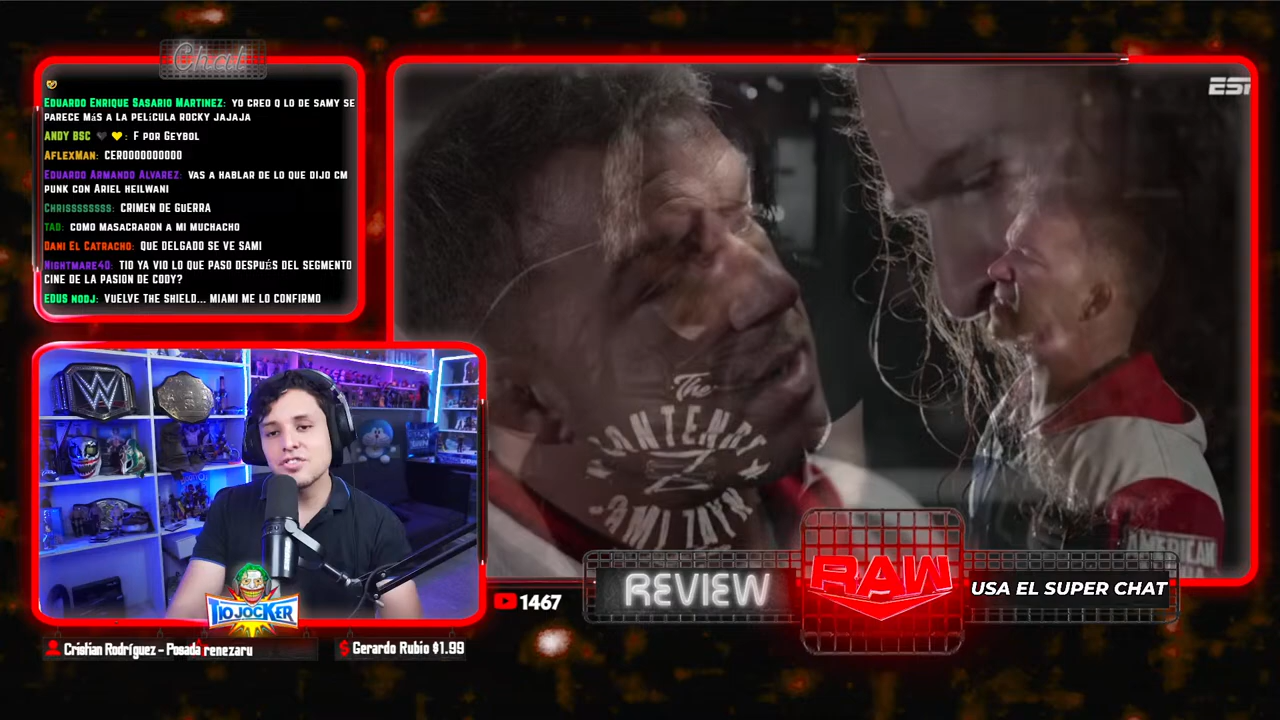 Chat
EDUARDO ENRIQUE SASARIO MARTINEZ: YO CREO Q LO DE SAMY SE
PARECE MÁS A LA PELÍCULA ROCKY JAJAJA
ANDY BSC 🖤 💛 : F POR GEYBOL
AFLEXMAN: CEROOOOOOOOO
EDUARDO ARMANDO ALVAREZ: VAS A HABLAR DE LO QUE DIJO CM
PUNK CON ARIEL HEILWANI
CHRISSSSSSSS: CRIMEN DE GUERRA
TAD: COMO MASACRARON A MI MUCHACHO
DANI EL CATRACHO: QUE DELGADO SE VE SAMI
NIGHTMARE40: TIO YA VIO LO QUE PASO DESPUÉS DEL SEGMENTO
CINE DE LA PASION DE CODY?
EDUS NODJ: VUELVE THE SHIELD... MIAMI ME LO CONFIRMO
ESP
The
CONTENDER
SAMI ZAYN
AMERICAN
W
TIOJOCKER
1467
REVIEW
RAW
USA EL SUPER CHAT
Cristian Rodríguez - Posada renezaru
Gerardo Rubio $1.99